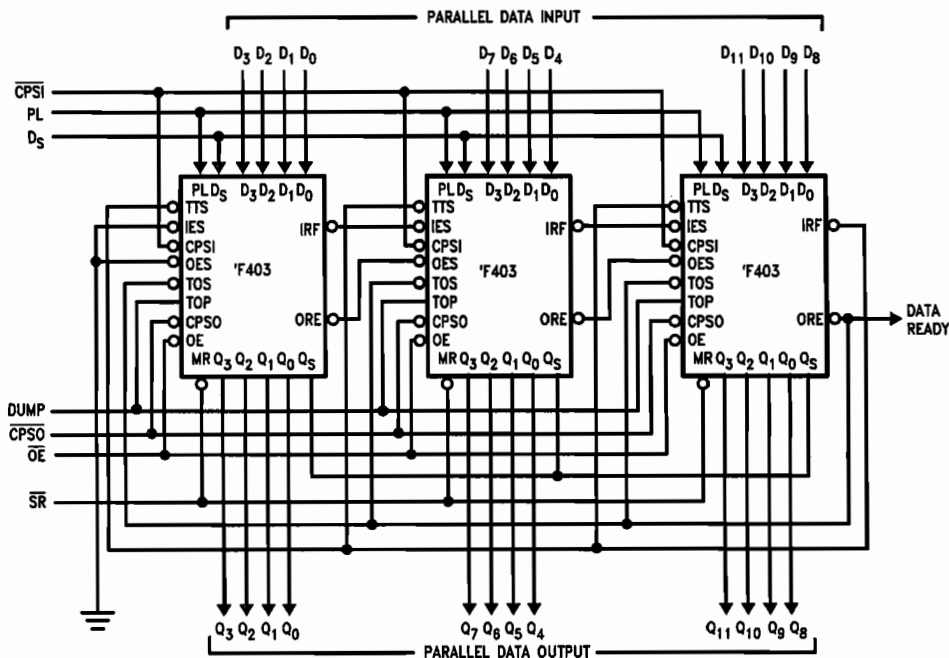 PARALLEL DATA INPUT
D3 D2 D1 D0 D7 D6 D5 D4 D11 D10 D9 D8
C̅P̅S̅I̅
PL
DS
PL DS D3 D2 D1 D0 PL DS D3 D2 D1 D0 PL DS D3 D2 D1 D0
TTS TTS TTS
IES IRF IES IRF IES IRF
CPSI CPSI CPSI
OES 'F403 OES 'F403 OES 'F403
TOS TOS TOS
TOP TOP TOP
CPSO ORE CPSO ORE CPSO ORE DATA
READY
OE OE OE
MR Q3 Q2 Q1 Q0 QS MR Q3 Q2 Q1 Q0 QS MR Q3 Q2 Q1 Q0 QS
DUMP
C̅P̅S̅O̅
O̅E̅
S̅R̅
Q3 Q2 Q1 Q0 Q7 Q6 Q5 Q4 Q11 Q10 Q9 Q8
PARALLEL DATA OUTPUT